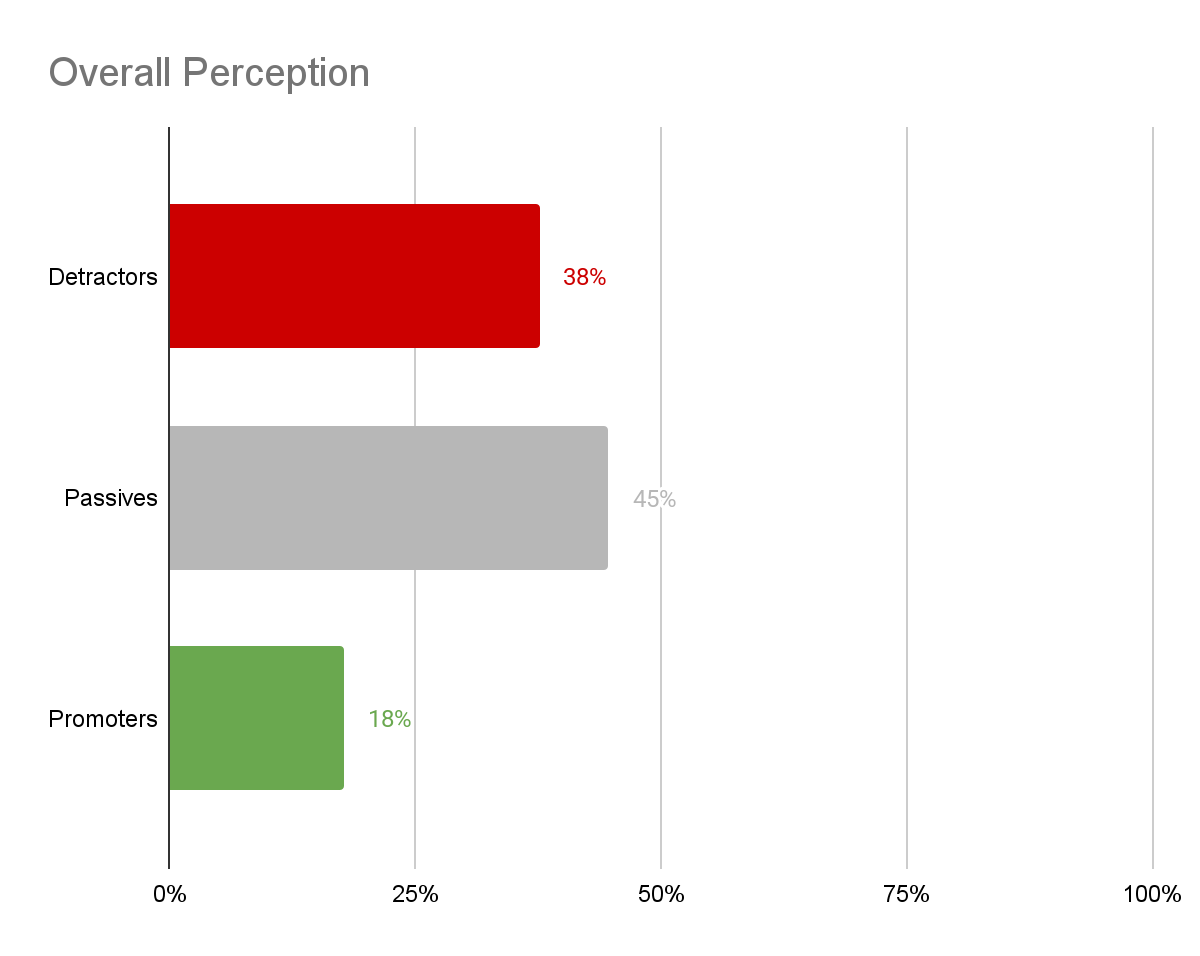 Overall Perception
Detractors 38%
Passives 45%
Promoters 18%
0% 25% 50% 75% 100%